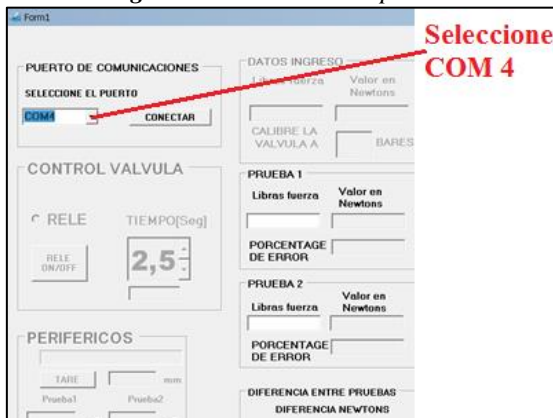 Form1
Seleccione
COM 4
PUERTO DE COMUNICACIONES
SELECCIONE EL PUERTO
COM4
CONECTAR
DATOS INGRESO
Libras fuerza
Valor en
Newtons
CALIBRE LA
VALVULA A
BARES
CONTROL VALVULA
RELE
TIEMPO[Seg]
RELE
ON/OFF
2,5
PRUEBA 1
Libras fuerza
Valor en
Newtons
PORCENTAGE
DE ERROR
PRUEBA 2
Libras fuerza
Valor en
Newtons
PORCENTAGE
DE ERROR
PERIFERICOS
TARE
mm
Prueba1
Prueba2
DIFERENCIA ENTRE PRUEBAS
DIFERENCIA NEWTONS